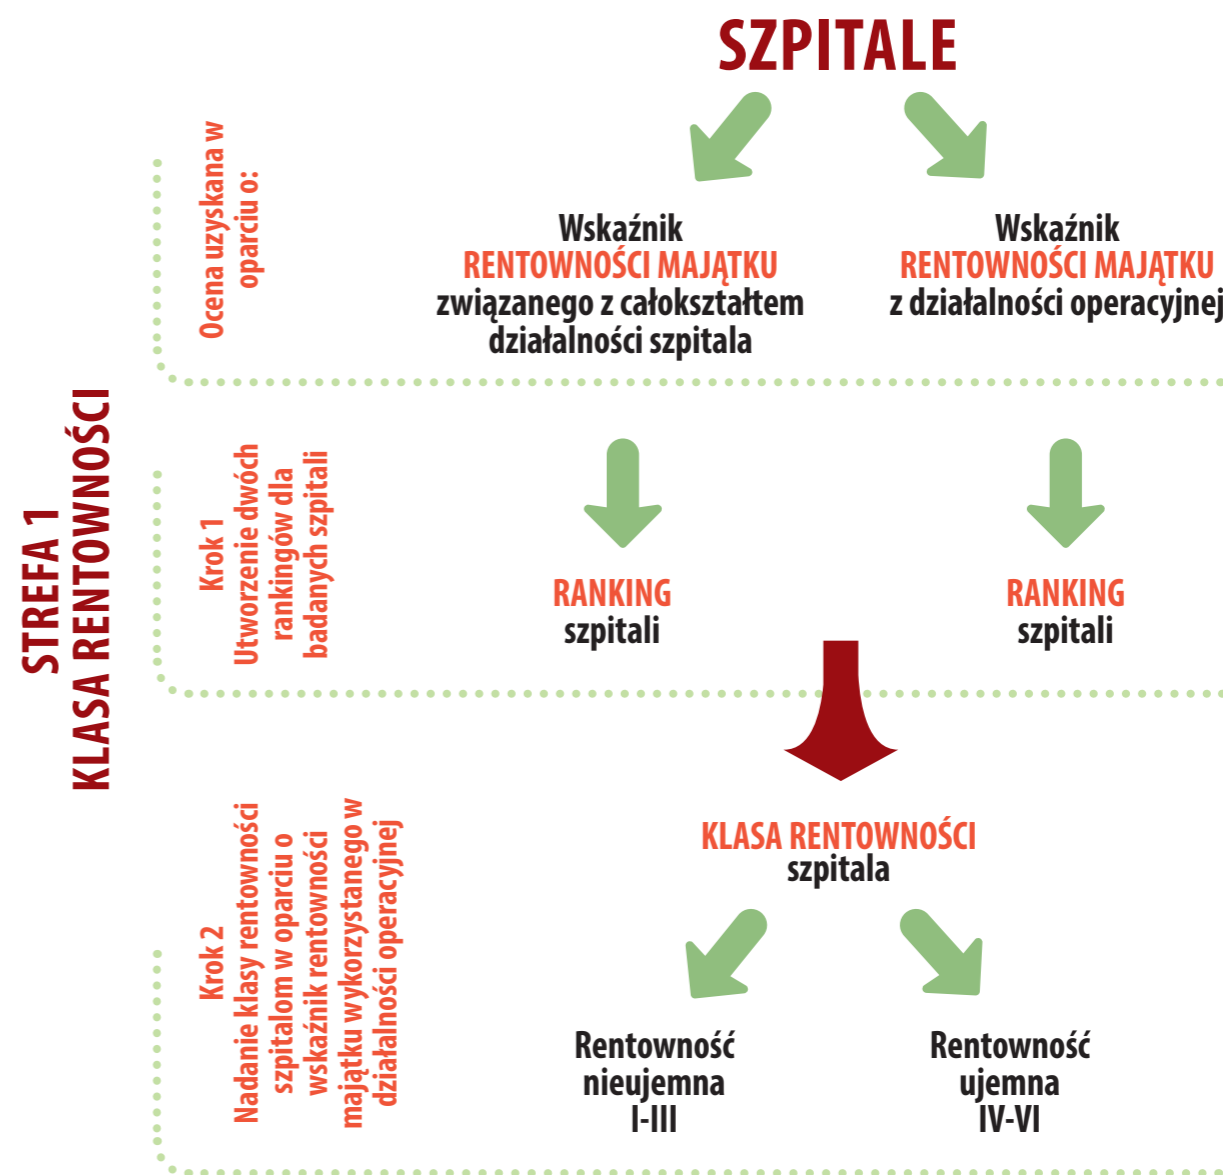 SZPITALE
STREFA 1
KLASA RENTOWNOŚCI
Ocena uzyskana w
oparciu o:
Wskaźnik
RENTOWNOŚCI MAJĄTKU
związanego z całokształtem
działalności szpitala
Wskaźnik
RENTOWNOŚCI MAJĄTKU
z działalności operacyjnej
Krok 1
Utworzenie dwóch
rankingów dla
badanych szpitali
RANKING
szpitali
RANKING
szpitali
Krok 2
Nadanie klasy rentowności
szpitalom w oparciu o
wskaźnik rentowności
majątku wykorzystanego w
działalności operacyjnej
KLASA RENTOWNOŚCI
szpitala
Rentowność
nieujemna
I-III
Rentowność
ujemna
IV-VI